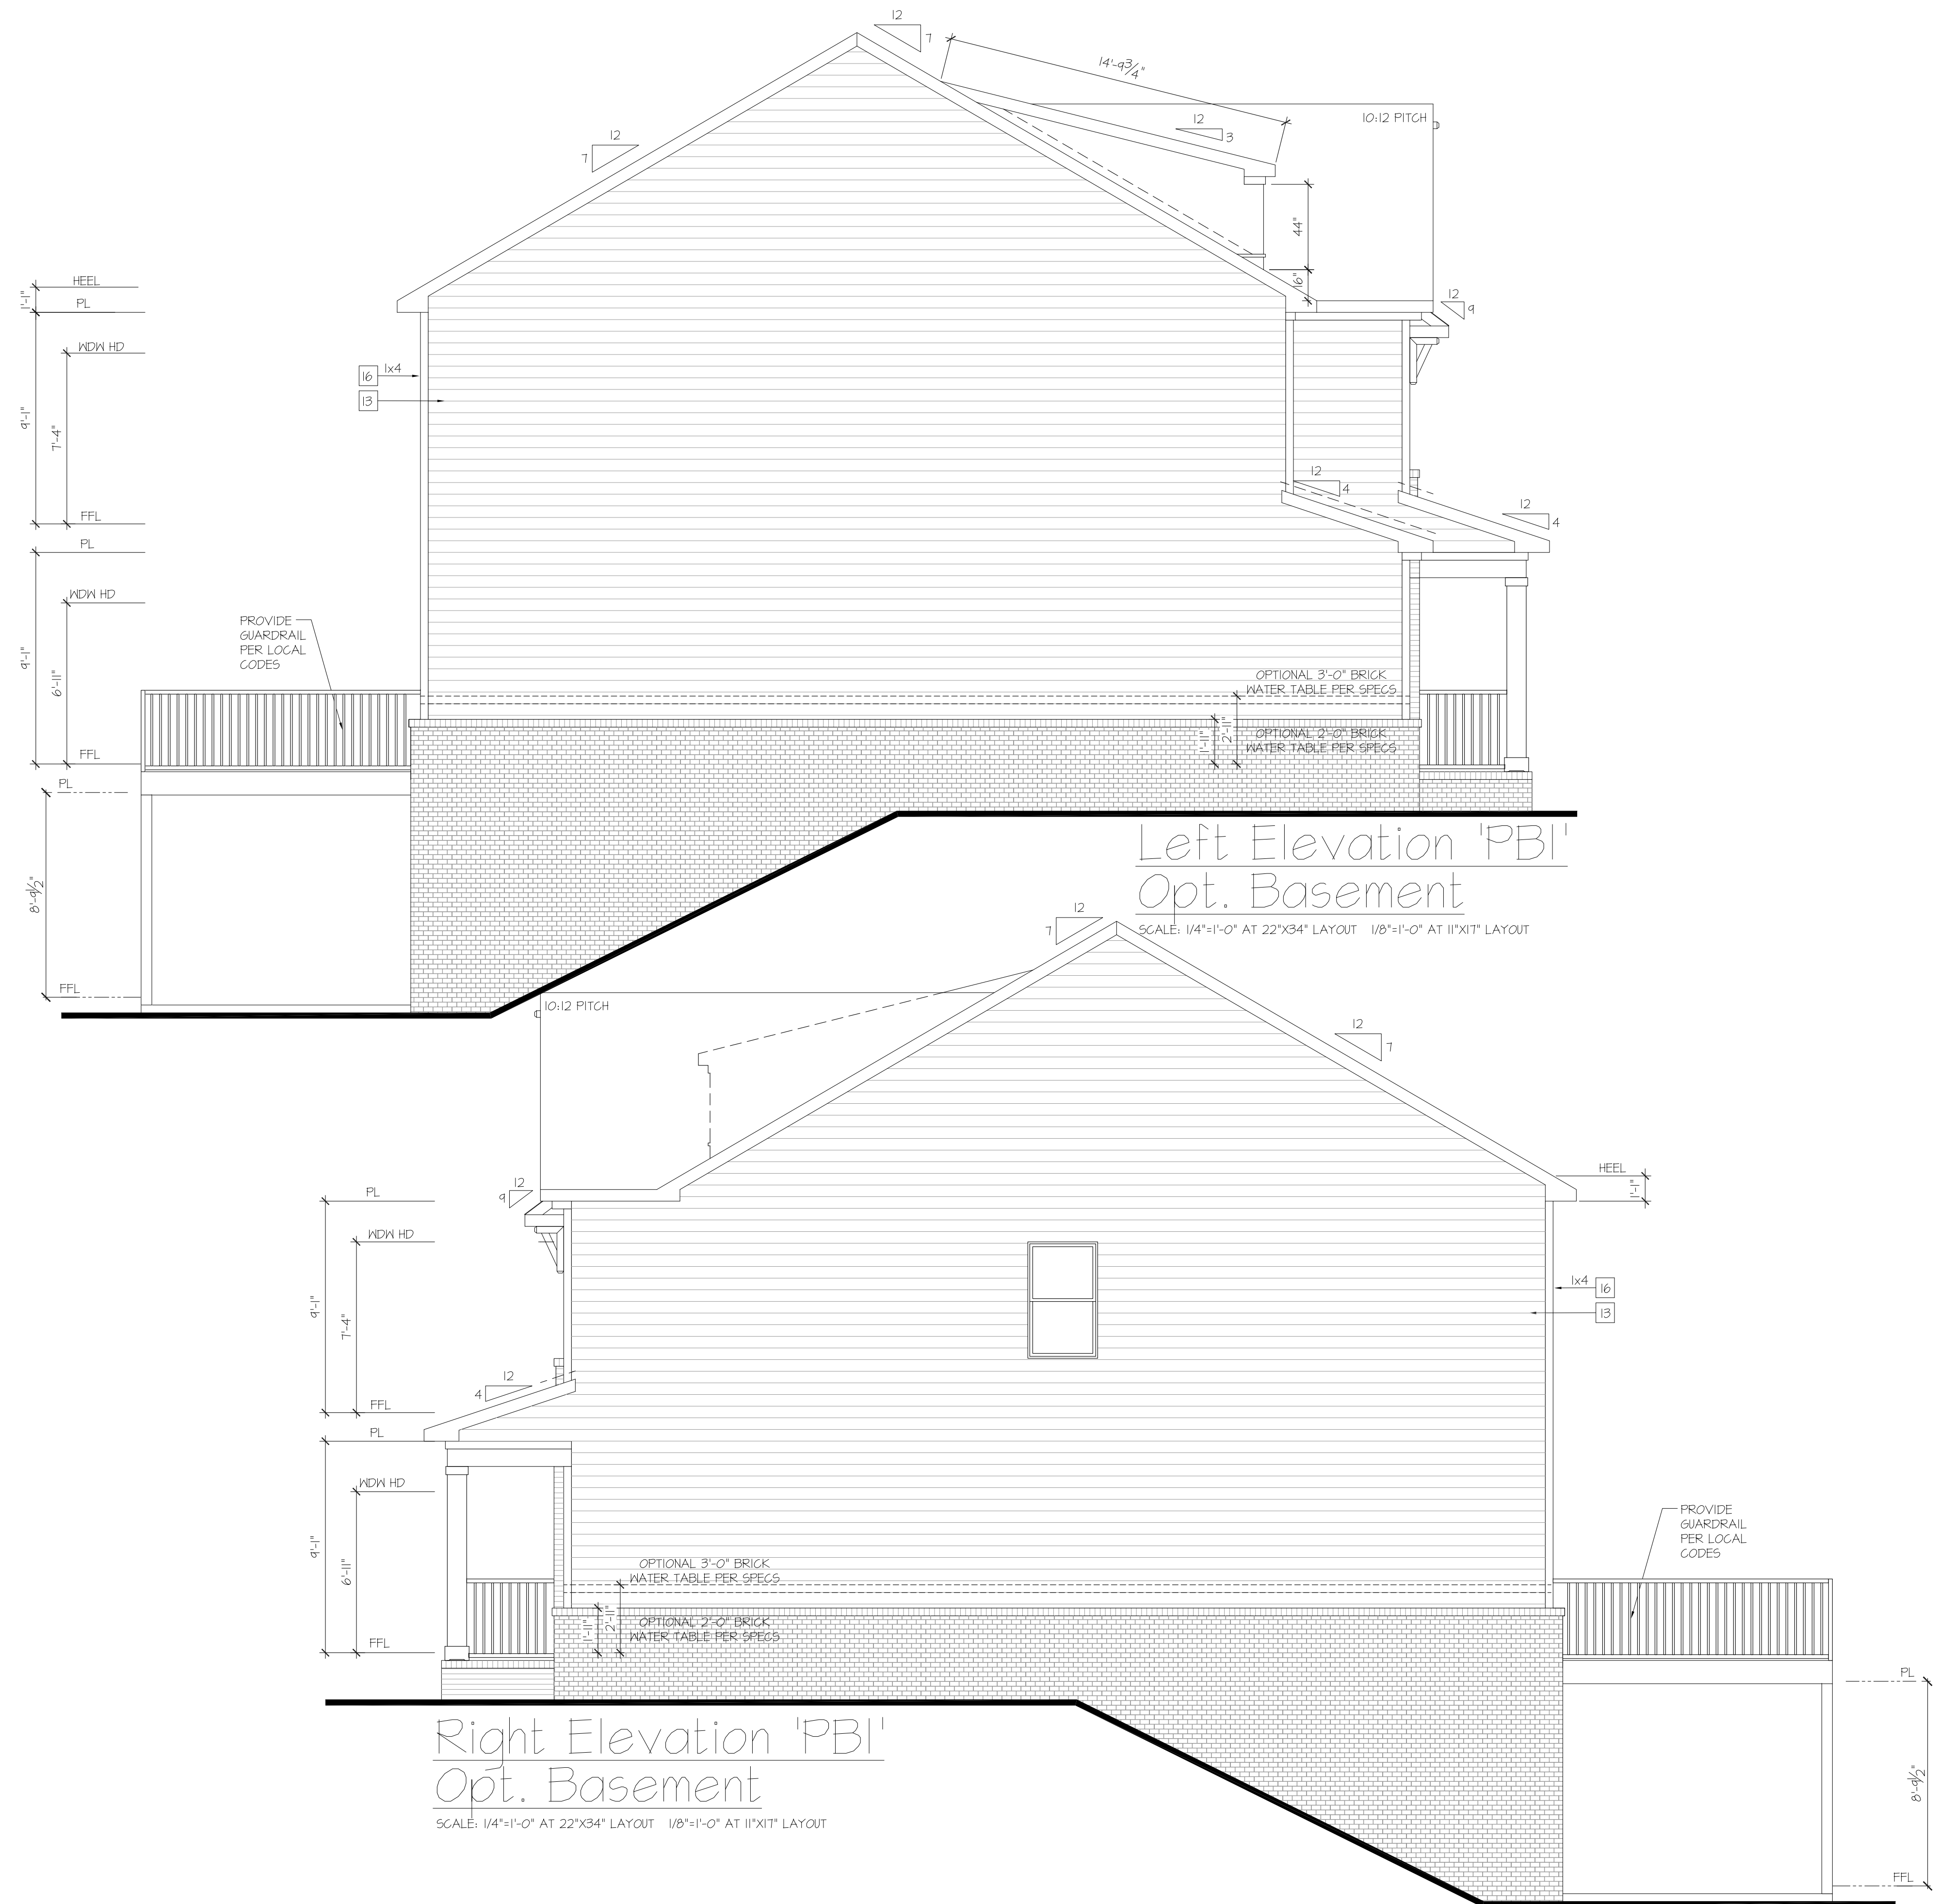 12
7
14'-9 3/4"
12
7
12
3
10:12 PITCH
44"
16"
HEEL
1'-1"
PL
12
9
WDW HD
16
1x4
13
9'-1"
7'-4"
12
4
FFL
12
4
PL
WDW HD
PROVIDE
GUARDRAIL
PER LOCAL
CODES
9'-1"
6'-11"
OPTIONAL 3'-0" BRICK
WATER TABLE PER SPECS
1'-11"
2'-11"
OPTIONAL 2'-0" BRICK
WATER TABLE PER SPECS
FFL
PL
8'-9 1/2"
FFL
Left Elevation 'PB1'
Opt. Basement
SCALE: 1/4"=1'-0" AT 22"X34" LAYOUT 1/8"=1'-0" AT 11"X17" LAYOUT
12
7
10:12 PITCH
12
7
HEEL
1'-1"
12
9
PL
WDW HD
1x4
16
13
9'-1"
7'-4"
12
4
FFL
PL
WDW HD
PROVIDE
GUARDRAIL
PER LOCAL
CODES
9'-1"
6'-11"
OPTIONAL 3'-0" BRICK
WATER TABLE PER SPECS
1'-11"
2'-11"
OPTIONAL 2'-0" BRICK
WATER TABLE PER SPECS
FFL
PL
8'-9 1/2"
FFL
Right Elevation 'PB1'
Opt. Basement
SCALE: 1/4"=1'-0" AT 22"X34" LAYOUT 1/8"=1'-0" AT 11"X17" LAYOUT